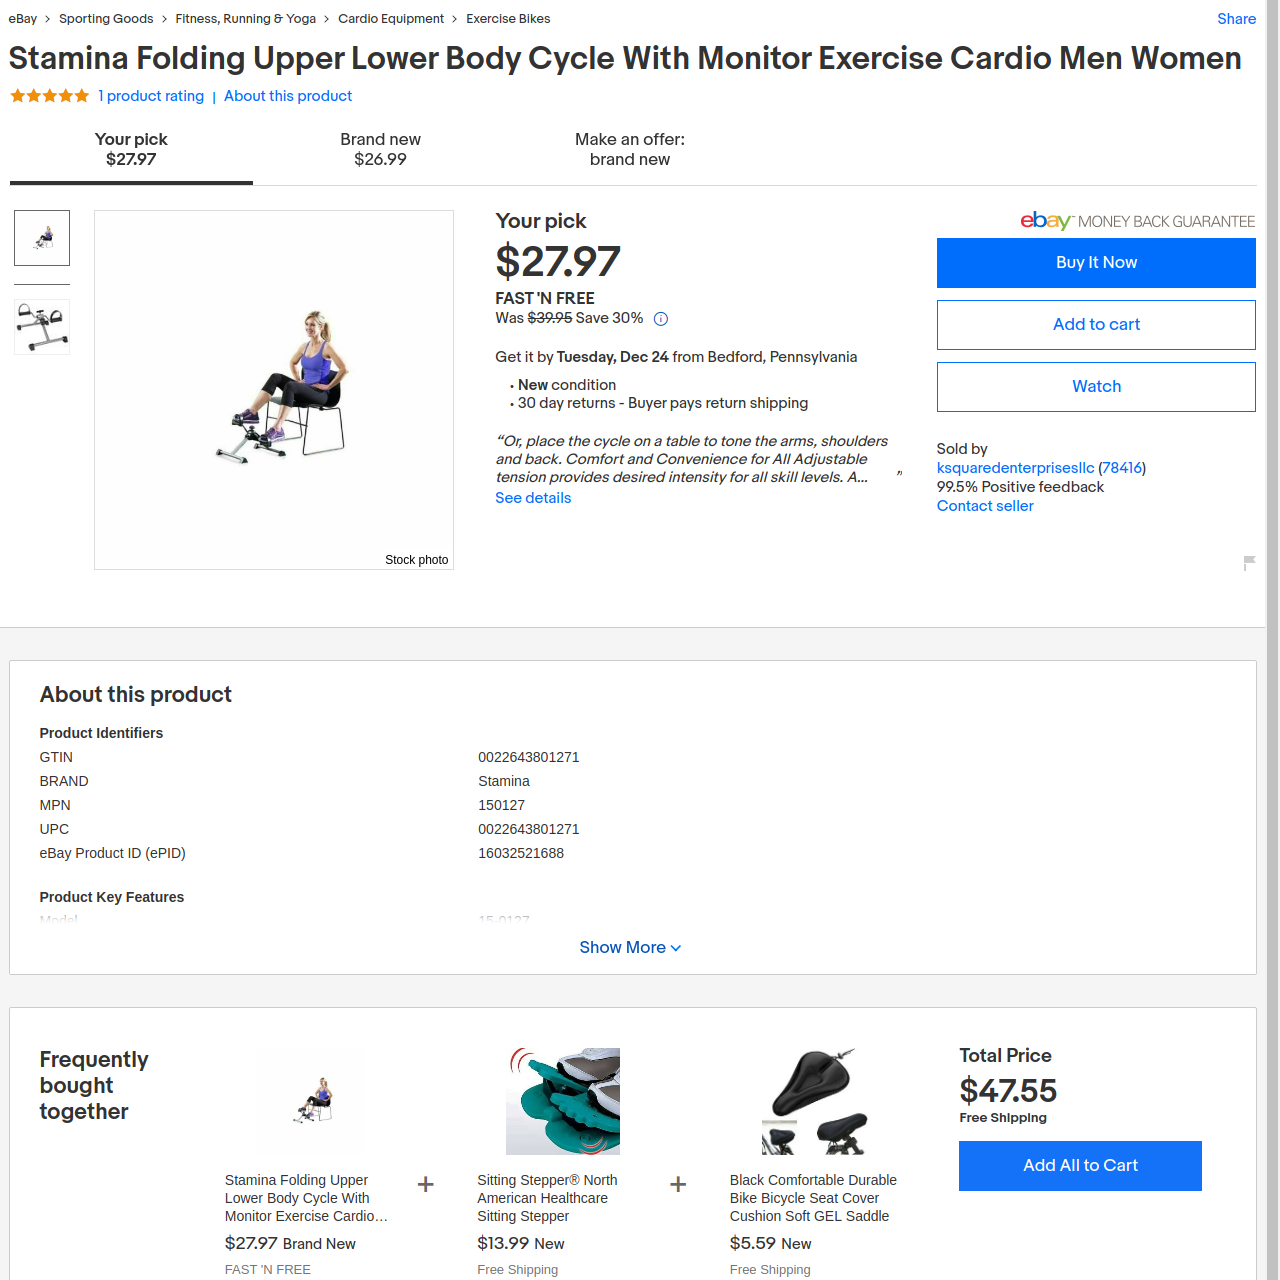 eBay > Sporting Goods > Fitness, Running & Yoga > Cardio Equipment > Exercise Bikes
Share
Stamina Folding Upper Lower Body Cycle With Monitor Exercise Cardio Men Women
1 product rating | About this product
Your pick
$27.97
Brand new
$26.99
Make an offer:
brand new
Stock photo
Your pick
$27.97
FAST 'N FREE
Was $39.95 Save 30%
Get it by Tuesday, Dec 24 from Bedford, Pennsylvania
• New condition
• 30 day returns - Buyer pays return shipping
“Or, place the cycle on a table to tone the arms, shoulders
and back. Comfort and Convenience for All Adjustable
tension provides desired intensity for all skill levels. A... ”
See details
ebay™ MONEY BACK GUARANTEE
Buy It Now
Add to cart
Watch
Sold by
ksquaredenterprisesllc (78416)
99.5% Positive feedback
Contact seller
About this product
Product Identifiers
GTIN 0022643801271
BRAND Stamina
MPN 150127
UPC 0022643801271
eBay Product ID (ePID) 16032521688
Product Key Features
Model 15-0127
Show More
Frequently
bought
together
Stamina Folding Upper
Lower Body Cycle With
Monitor Exercise Cardio…
$27.97 Brand New
FAST 'N FREE
+
Sitting Stepper® North
American Healthcare
Sitting Stepper
$13.99 New
Free Shipping
+
Black Comfortable Durable
Bike Bicycle Seat Cover
Cushion Soft GEL Saddle
$5.59 New
Free Shipping
Total Price
$47.55
Free Shipping
Add All to Cart